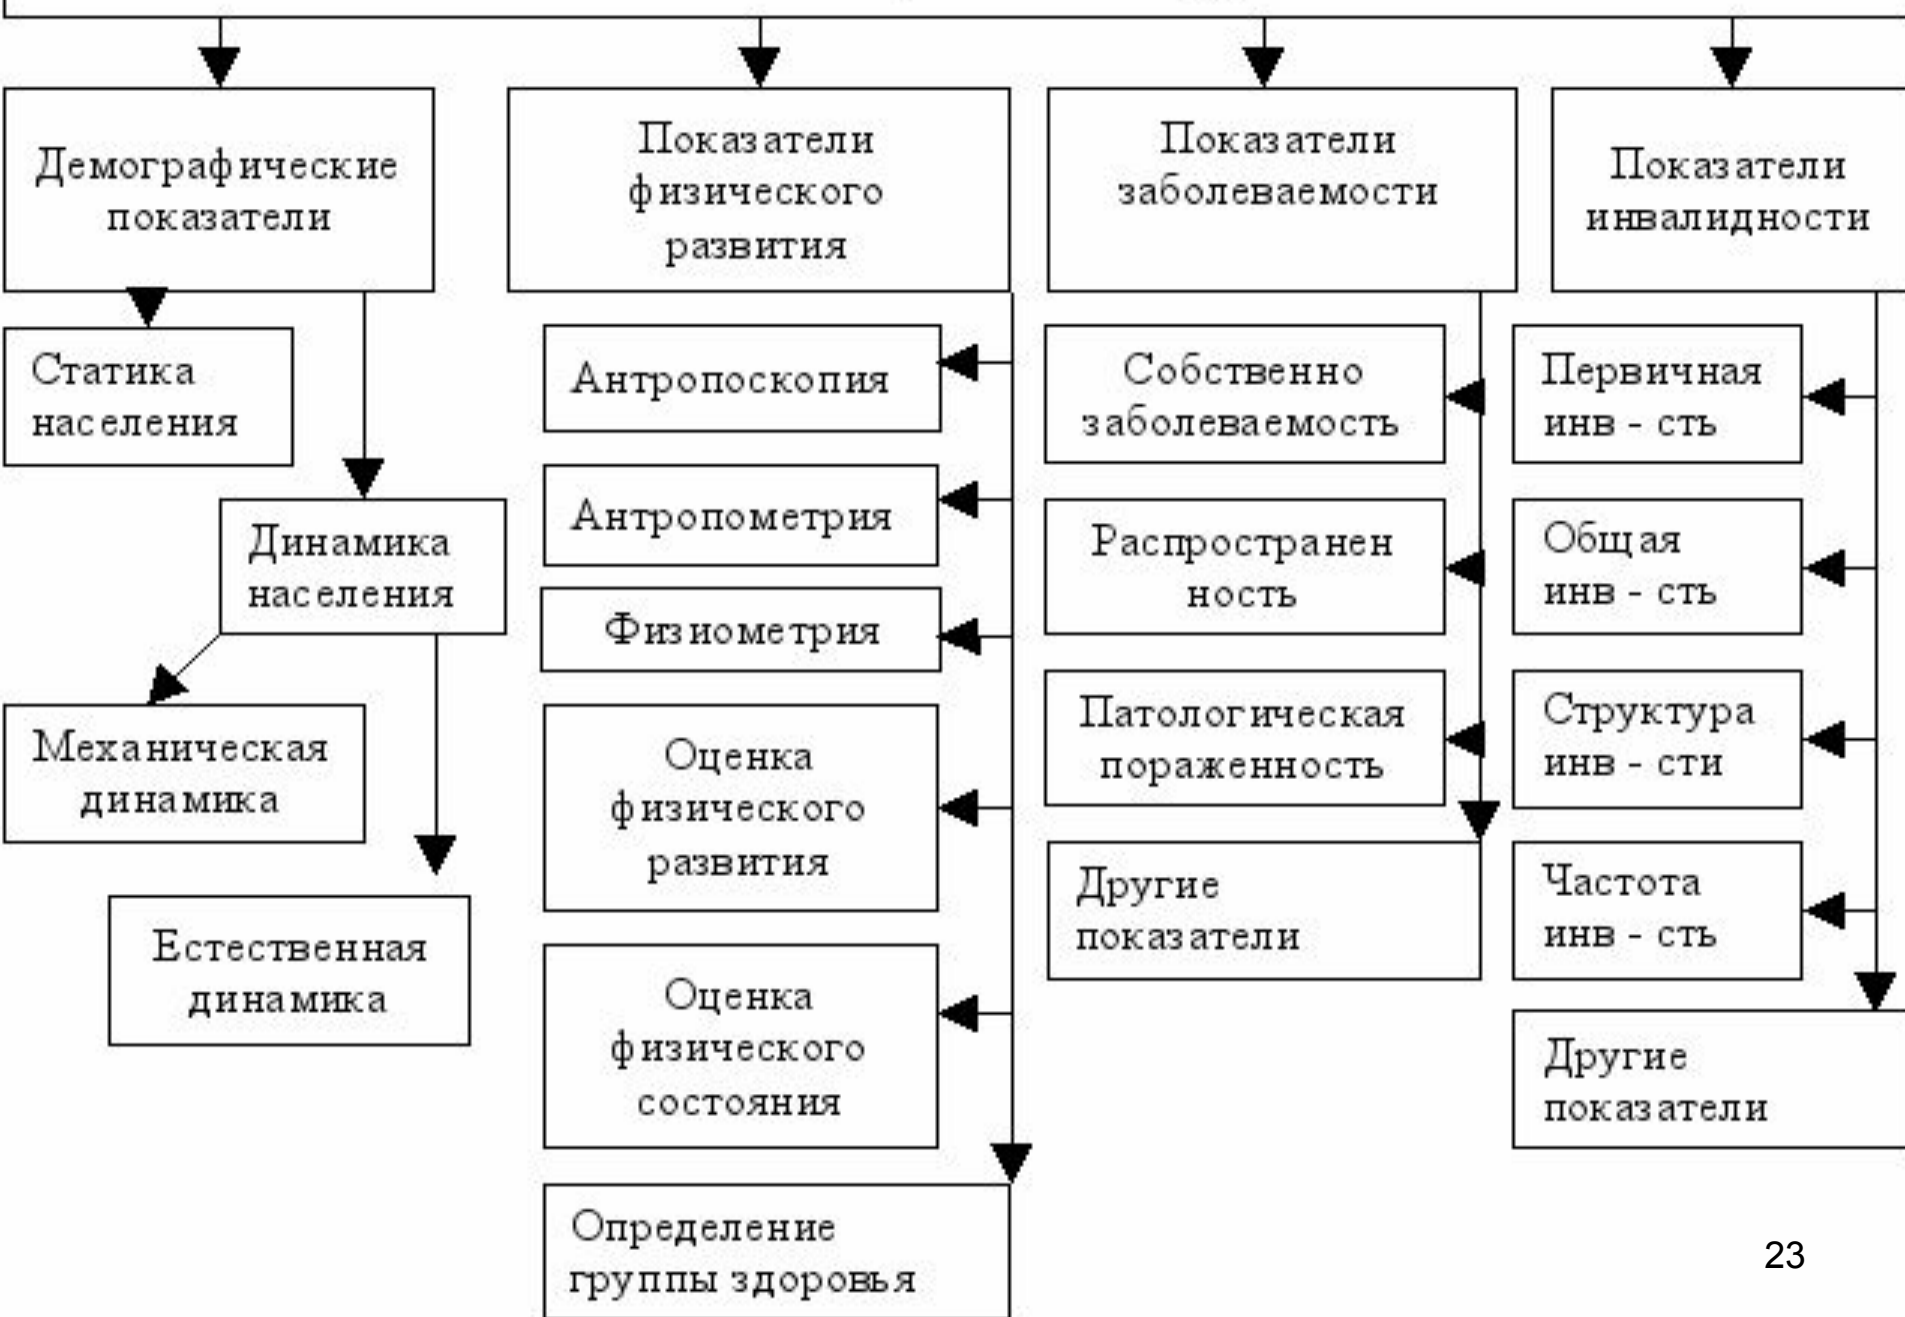 Демографические
показатели
Показатели
физического
развития
Показатели
заболеваемости
Показатели
инвалидности
Статика
населения
Динамика
населения
Механическая
динамика
Естественная
динамика
Антропоскопия
Антропометрия
Физиометрия
Оценка
физического
развития
Оценка
физического
состояния
Определение
группы здоровья
Собственно
заболеваемость
Распространен
ность
Патологическая
пораженность
Другие
показатели
Первичная
инв - сть
Общая
инв - сть
Структура
инв - сти
Частота
инв - сть
Другие
показатели
23